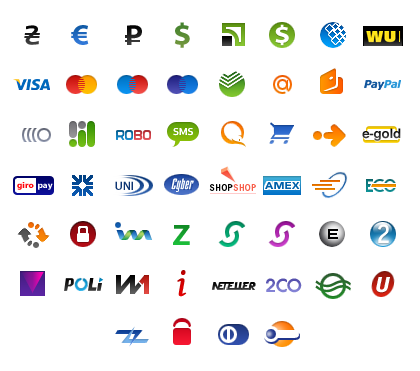 ₴ € ₽ $ $ WU
VISA @ PayPal
ROBO SMS e-gold
giro pay UNI Cyber SHOPSHOP AMEX ECO
Z E 2
POLi i NETELLER 2CO U